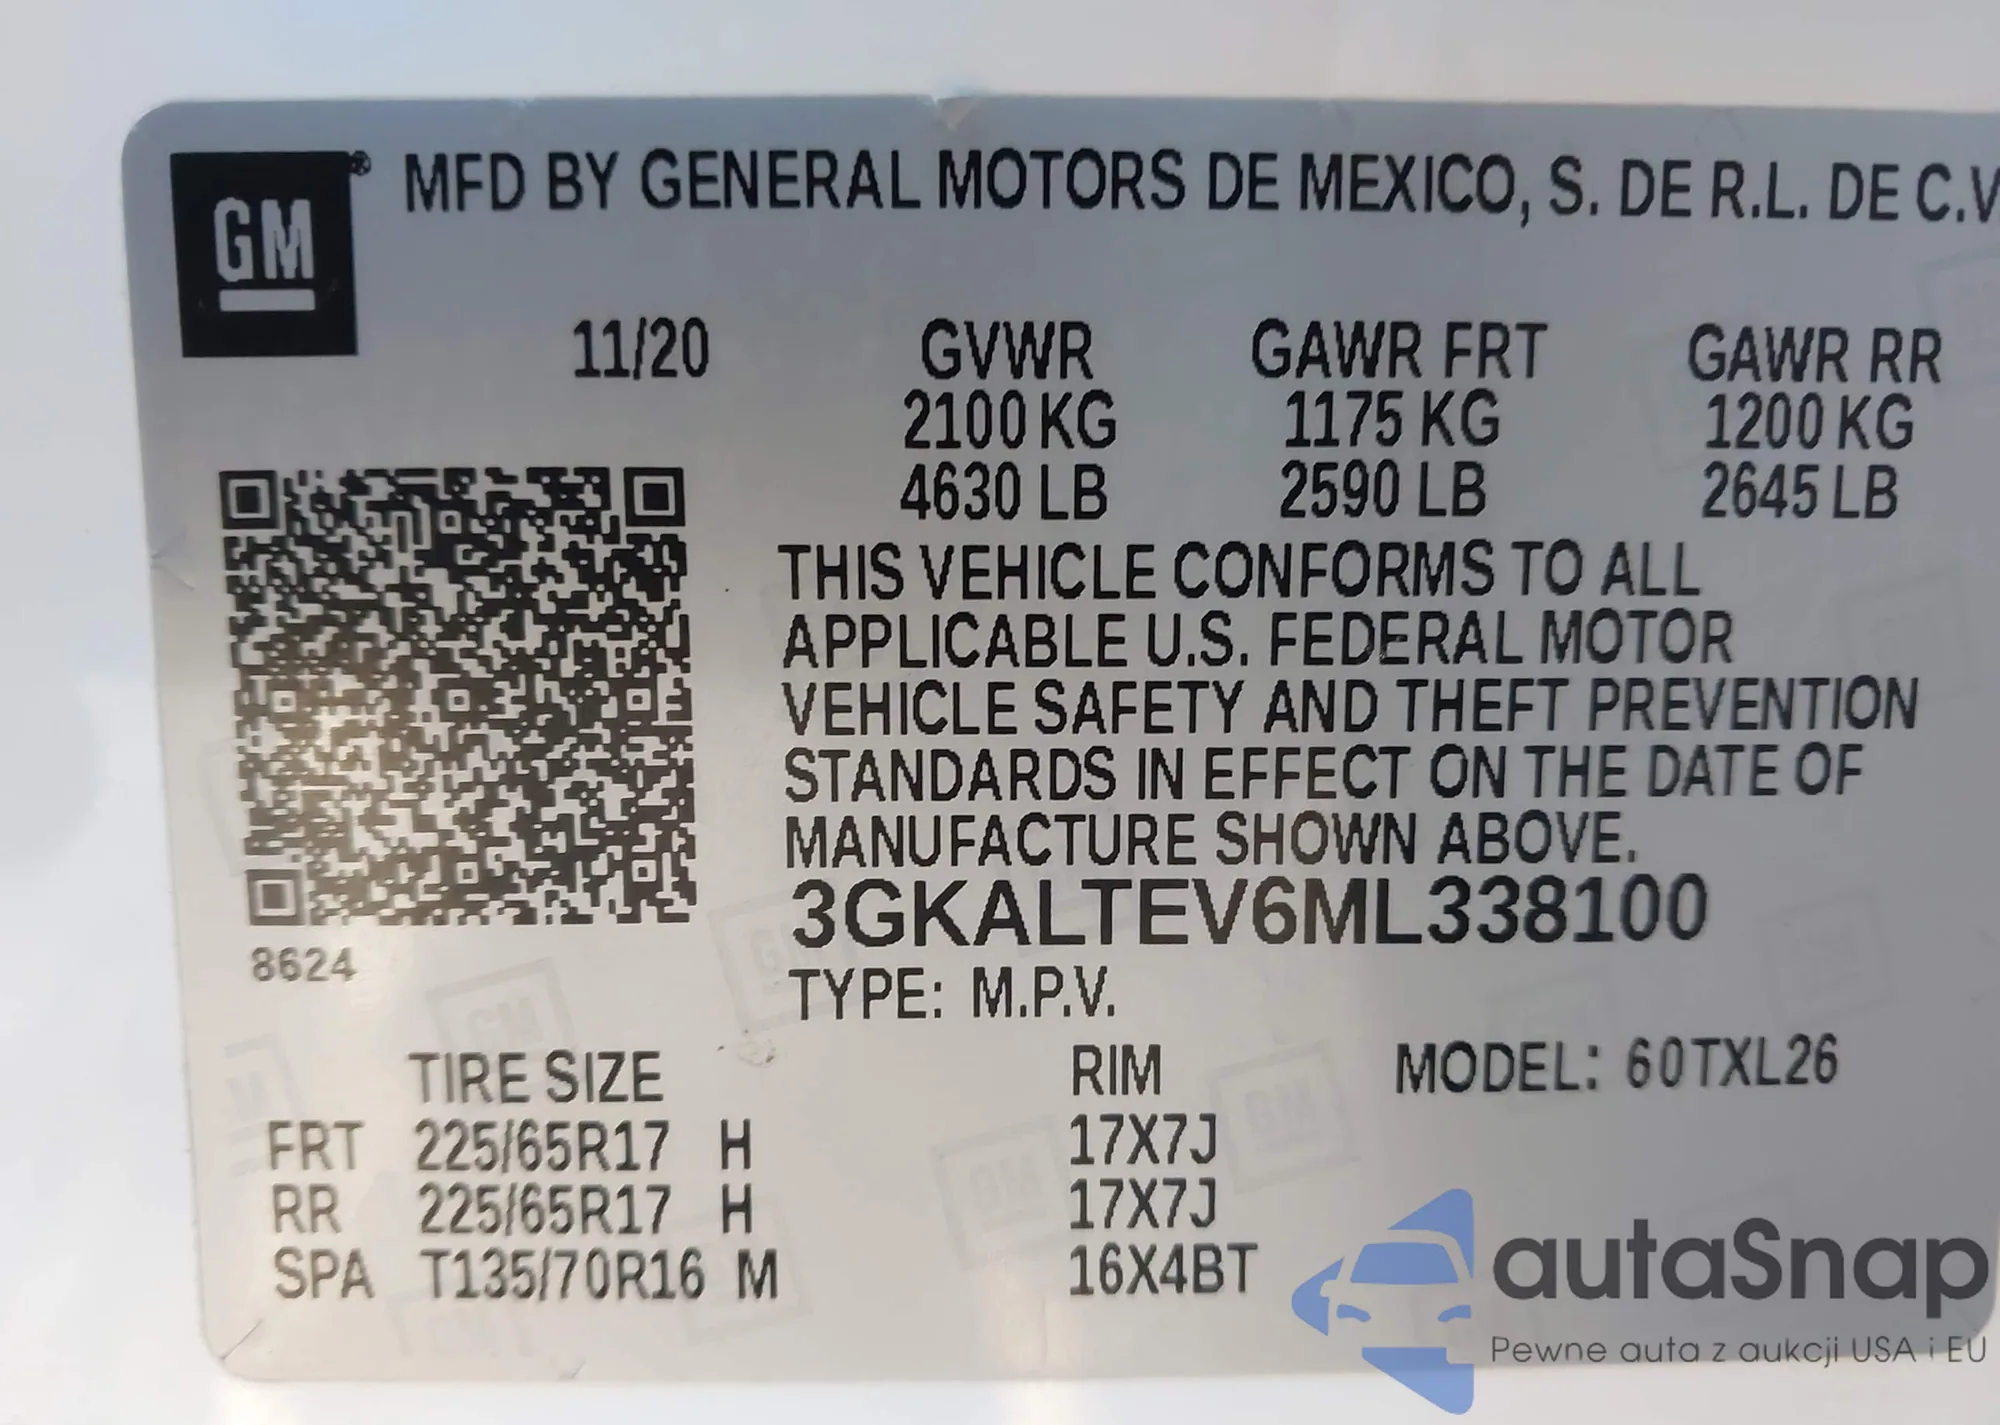 GM® MFD BY GENERAL MOTORS DE MEXICO, S. DE R.L. DE C.V
11/20 GVWR GAWR FRT GAWR RR
2100 KG 1175 KG 1200 KG
4630 LB 2590 LB 2645 LB
THIS VEHICLE CONFORMS TO ALL
APPLICABLE U.S. FEDERAL MOTOR
VEHICLE SAFETY AND THEFT PREVENTION
STANDARDS IN EFFECT ON THE DATE OF
MANUFACTURE SHOWN ABOVE.
3GKALTEV6ML338100
8624
TYPE: M.P.V.
TIRE SIZE RIM MODEL: 60TXL26
FRT 225/65R17 H 17X7J
RR 225/65R17 H 17X7J
SPA T135/70R16 M 16X4BT
autaSnap
Pewne auta z aukcji USA i EU